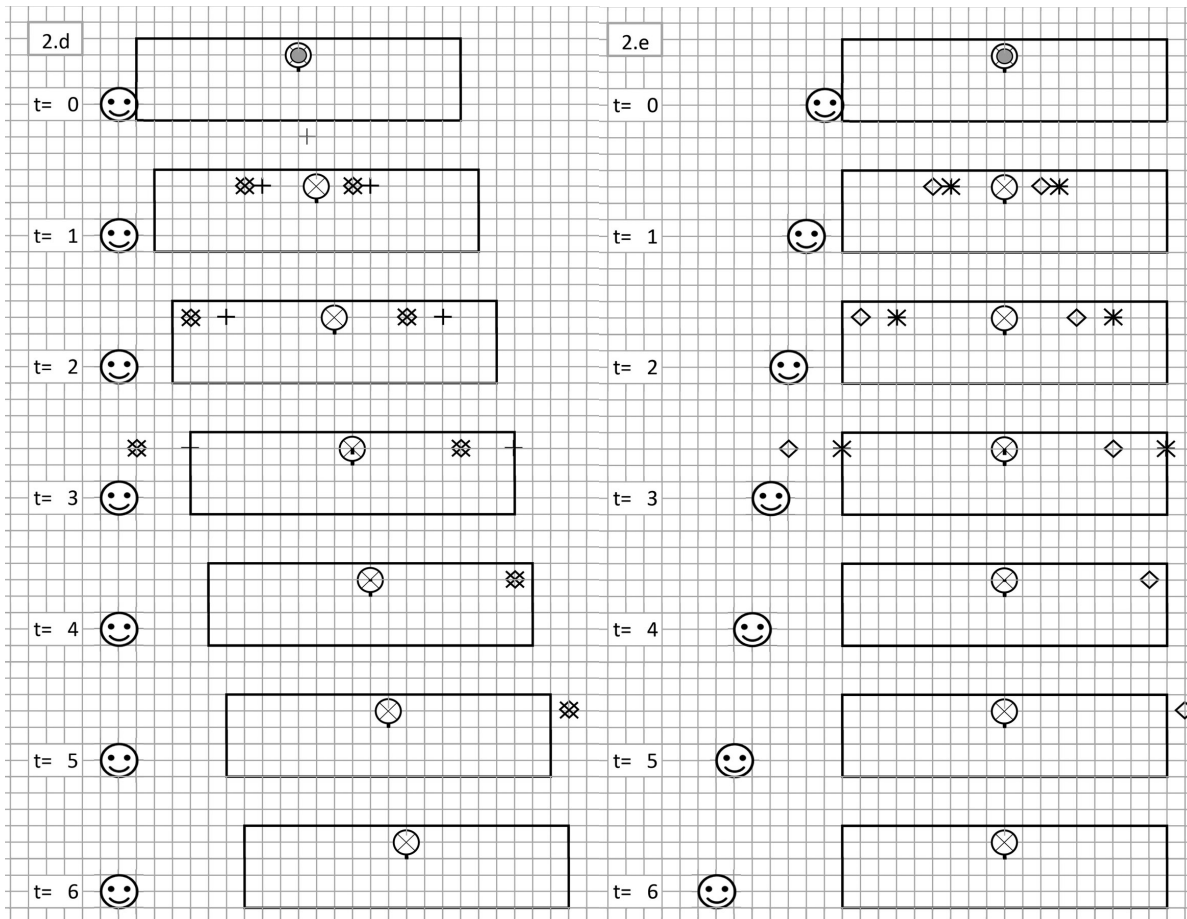 2.d
t= 0
t= 1
t= 2
t= 3
t= 4
t= 5
t= 6
2.e
t= 0
t= 1
t= 2
t= 3
t= 4
t= 5
t= 6